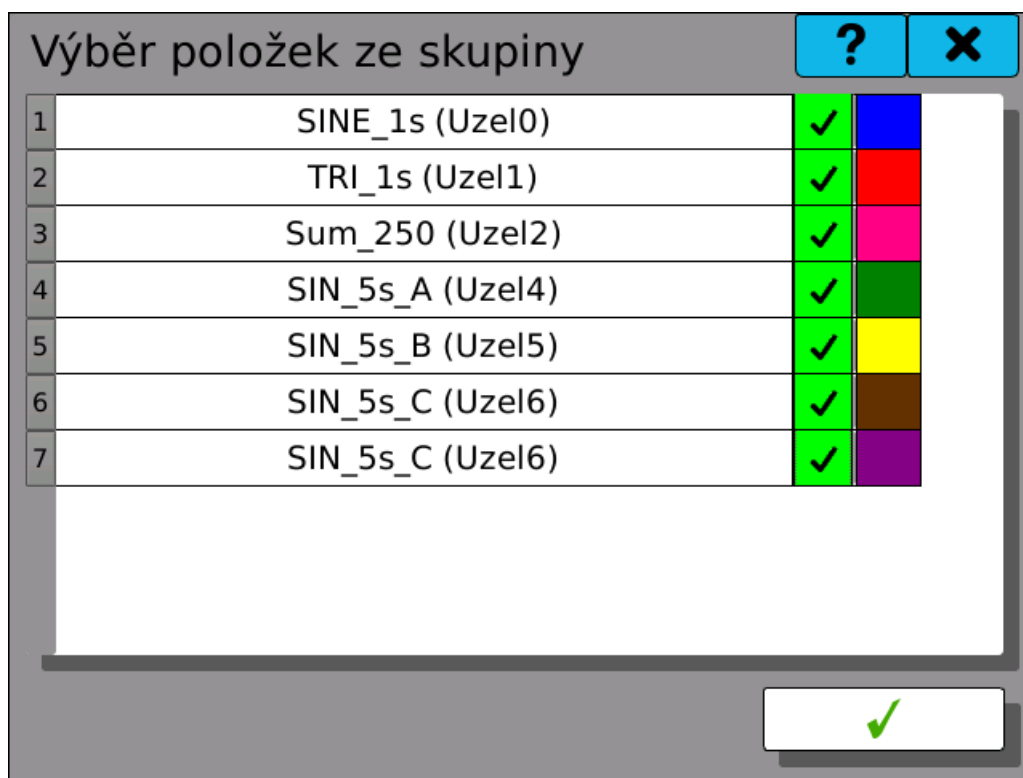 Výběr položek ze skupiny ?
1 SINE_1s (Uzel0)
2 TRI_1s (Uzel1)
3 Sum_250 (Uzel2)
4 SIN_5s_A (Uzel4)
5 SIN_5s_B (Uzel5)
6 SIN_5s_C (Uzel6)
7 SIN_5s_C (Uzel6)